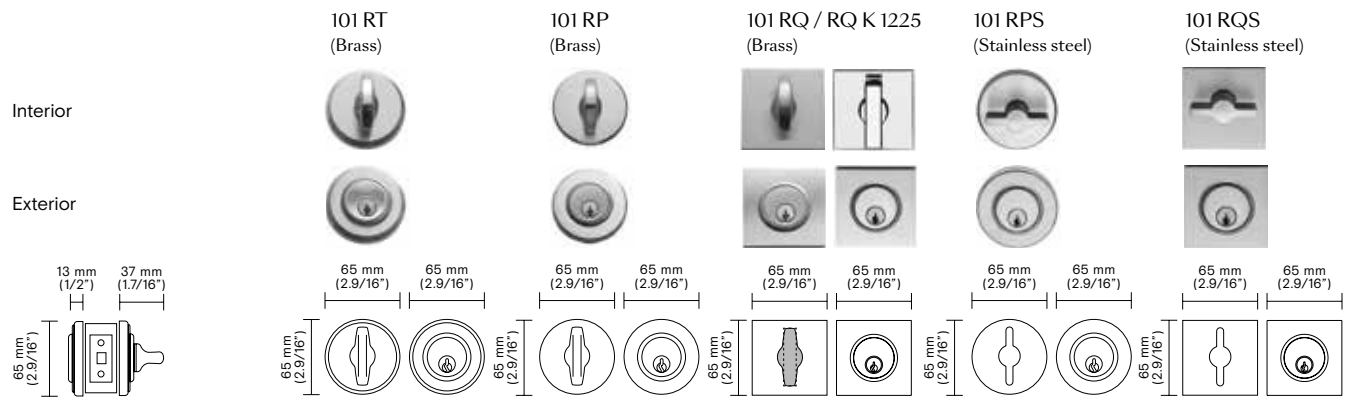 101 RT
(Brass)
101 RP
(Brass)
101 RQ / RQ K 1225
(Brass)
101 RPS
(Stainless steel)
101 RQS
(Stainless steel)
Interior
Exterior
13 mm
(1/2”)
37 mm
(1.7/16”)
65 mm
(2.9/16”)
65 mm
(2.9/16”)
65 mm
(2.9/16”)
65 mm
(2.9/16”)
65 mm
(2.9/16”)
65 mm
(2.9/16”)
65 mm
(2.9/16”)
65 mm
(2.9/16”)
65 mm
(2.9/16”)
65 mm
(2.9/16”)
65 mm
(2.9/16”)
65 mm
(2.9/16”)
65 mm
(2.9/16”)
65 mm
(2.9/16”)
65 mm
(2.9/16”)
65 mm
(2.9/16”)